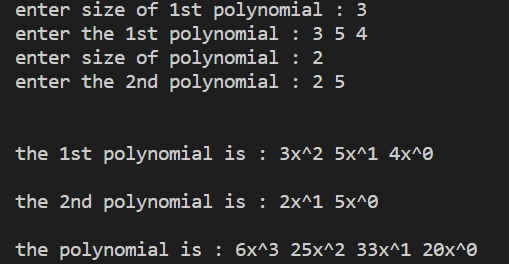 enter size of 1st polynomial : 3
enter the 1st polynomial : 3 5 4
enter size of polynomial : 2
enter the 2nd polynomial : 2 5
the 1st polynomial is : 3x^2 5x^1 4x^0
the 2nd polynomial is : 2x^1 5x^0
the polynomial is : 6x^3 25x^2 33x^1 20x^0